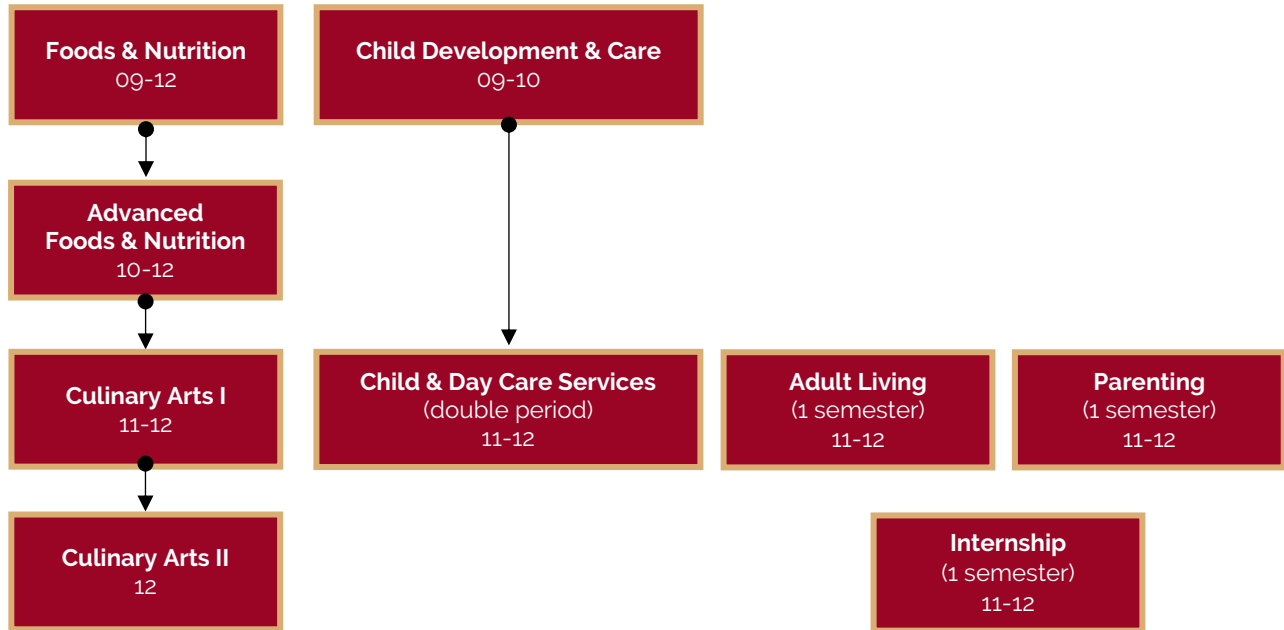 Foods & Nutrition
09-12
Child Development & Care
09-10
Advanced
Foods & Nutrition
10-12
Culinary Arts I
11-12
Child & Day Care Services
(double period)
11-12
Adult Living
(1 semester)
11-12
Parenting
(1 semester)
11-12
Culinary Arts II
12
Internship
(1 semester)
11-12